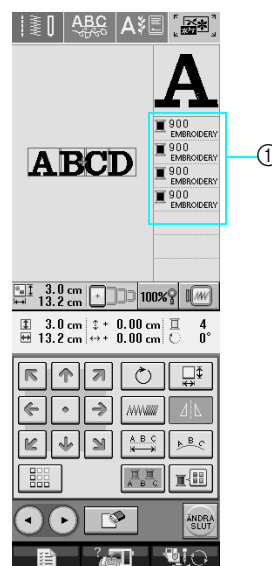 ABC
A
A
900
EMBROIDERY
900
EMBROIDERY
900
EMBROIDERY
900
EMBROIDERY
①
ABCD
3.0 cm
13.2 cm
100%
3.0 cm + 0.00 cm 4
13.2 cm + 0.00 cm 0°
A B C
A B C
A B C
ÄNDRA
SLUT
?